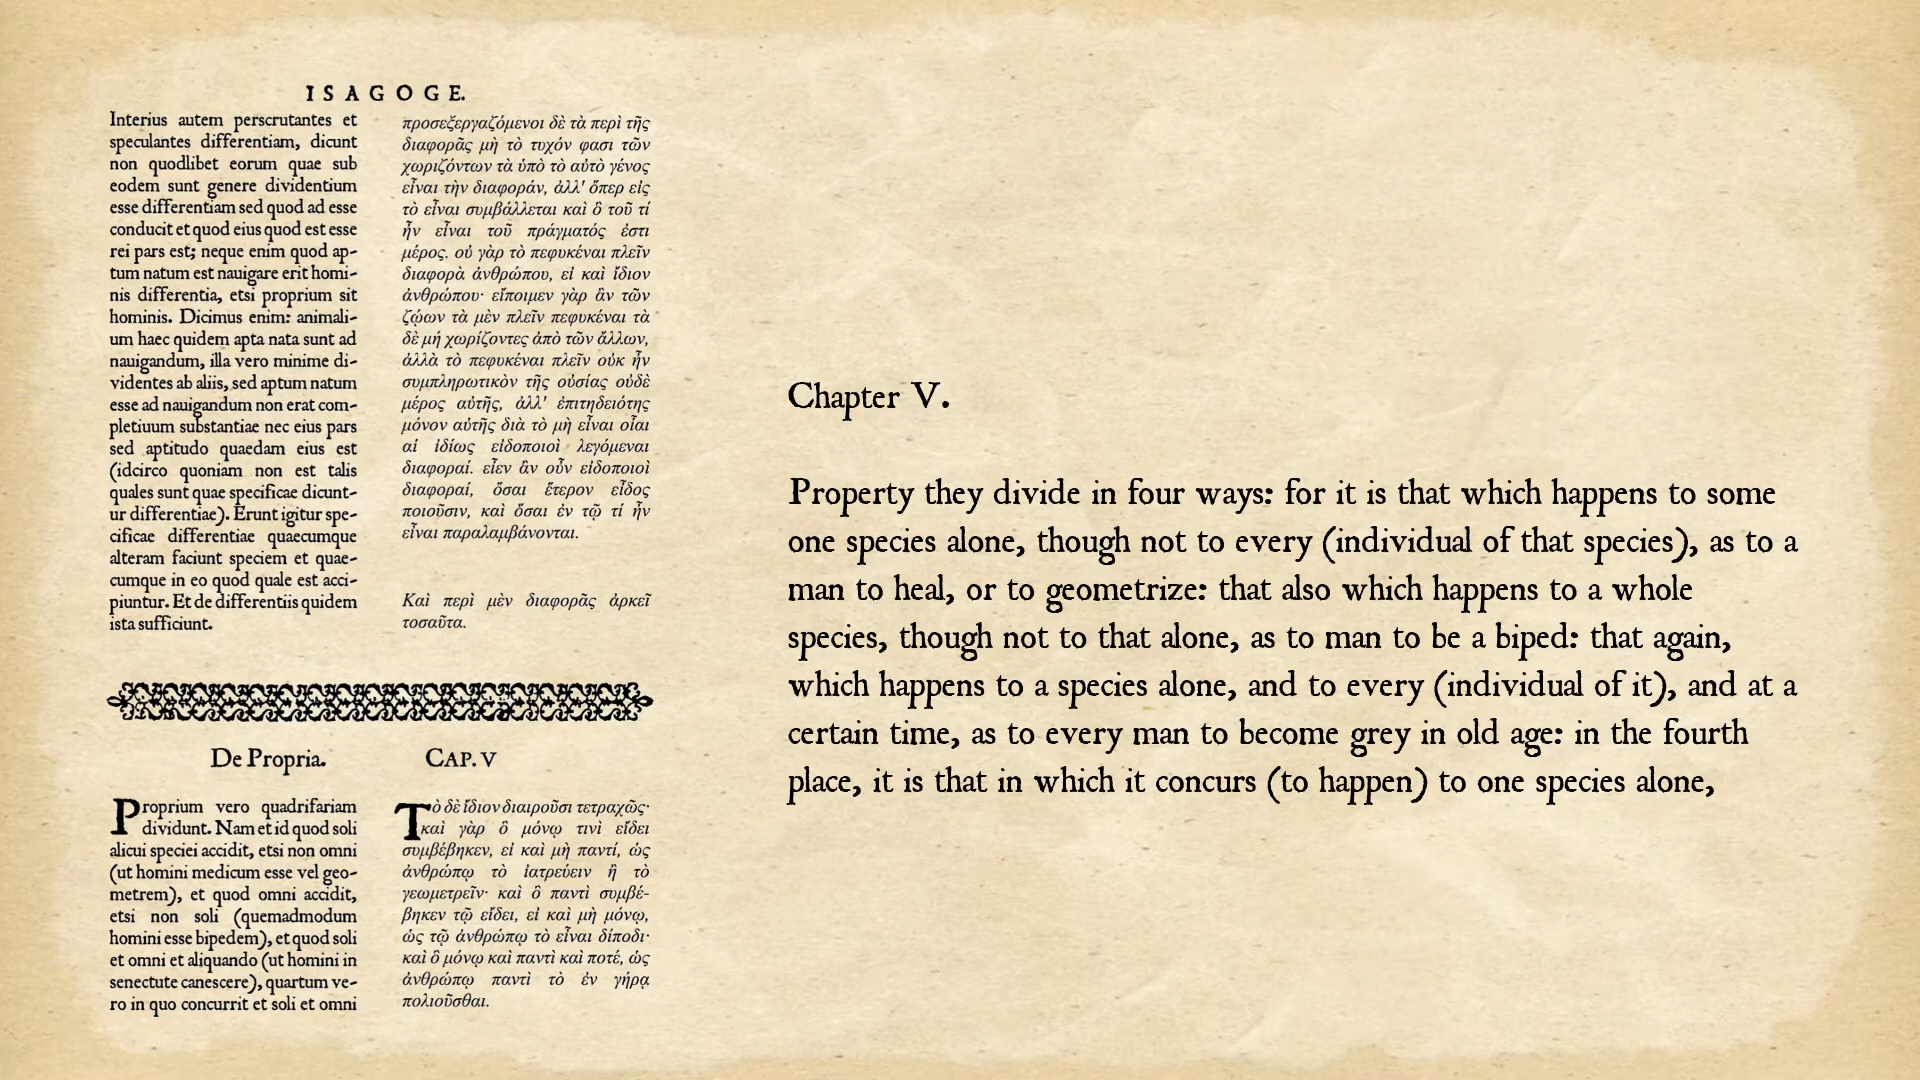 ISAGOGE.
Interius autem perscrutantes et
speculantes differentiam, dicunt
non quodlibet eorum quae sub
eodem sunt genere dividentium
esse differentiam sed quod ad esse
conducit et quod eius quod est esse
rei pars est; neque enim quod ap-
tum natum est nauigare erit homi-
nis differentia, etsi proprium sit
hominis. Dicimus enim: animali-
um haec quidem apta nata sunt ad
nauigandum, illa vero minime di-
videntes ab aliis, sed aptum natum
esse ad nauigandum non erat com-
pletiuum substantiae nec eius pars
sed aptitudo quaedam eius est
(idcirco quoniam non est talis
quales sunt quae specificae dicunt-
ur differentiae). Erunt igitur spe-
cificae differentiae quaecumque
alteram faciunt speciem et quae-
cumque in eo quod quale est acci-
piuntur. Et de differentiis quidem
ista sufficiunt.
προσεξεργαζόμενοι δὲ τὰ περὶ τῆς
διαφορᾶς μὴ τὸ τυχόν φασι τῶν
χωριζόντων τὰ ὑπὸ τὸ αὐτὸ γένος
εἶναι τὴν διαφοράν, ἀλλ' ὅπερ εἰς
τὸ εἶναι συμβάλλεται καὶ ὃ τοῦ τί
ἦν εἶναι τοῦ πράγματός ἐστι
μέρος. οὐ γὰρ τὸ πεφυκέναι πλεῖν
διαφορὰ ἀνθρώπου, εἰ καὶ ἴδιον
ἀνθρώπου· εἴποιμεν γὰρ ἂν τῶν
ζῴων τὰ μὲν πλεῖν πεφυκέναι τὰ
δὲ μή χωρίζοντες ἀπὸ τῶν ἄλλων,
ἀλλὰ τὸ πεφυκέναι πλεῖν οὐκ ἦν
συμπληρωτικὸν τῆς οὐσίας οὐδὲ
μέρος αὐτῆς, ἀλλ' ἐπιτηδειότης
μόνον αὐτῆς διὰ τὸ μὴ εἶναι οἷαι
αἱ ἰδίως εἰδοποιοὶ λεγόμεναι
διαφοραί. εἶεν ἂν οὖν εἰδοποιοὶ
διαφοραί, ὅσαι ἕτερον εἶδος
ποιοῦσιν, καὶ ὅσαι ἐν τῷ τί ἦν
εἶναι παραλαμβάνονται.
Καὶ περὶ μὲν διαφορᾶς ἀρκεῖ
τοσαῦτα.
De Propria. CAP. V
Proprium vero quadrifariam
dividunt. Nam et id quod soli
alicui speciei accidit, etsi non omni
(ut homini medicum esse vel geo-
metrem), et quod omni accidit,
etsi non soli (quemadmodum
homini esse bipedem), et quod soli
et omni et aliquando (ut homini in
senectute canescere), quartum ve-
ro in quo concurrit et soli et omni
Τὸ δὲ ἴδιον διαιροῦσι τετραχῶς·
καὶ γὰρ ὃ μόνῳ τινὶ εἴδει
συμβέβηκεν, εἰ καὶ μὴ παντί, ὡς
ἀνθρώπῳ τὸ ἰατρεύειν ἢ τὸ
γεωμετρεῖν· καὶ ὃ παντὶ συμβέ-
βηκεν τῷ εἴδει, εἰ καὶ μὴ μόνῳ,
ὡς τῷ ἀνθρώπῳ τὸ εἶναι δίποδι·
καὶ ὃ μόνῳ καὶ παντὶ καὶ ποτέ, ὡς
ἀνθρώπῳ παντὶ τὸ ἐν γήρᾳ
πολιοῦσθαι.
Chapter V.
Property they divide in four ways: for it is that which happens to some
one species alone, though not to every (individual of that species), as to a
man to heal, or to geometrize: that also which happens to a whole
species, though not to that alone, as to man to be a biped: that again,
which happens to a species alone, and to every (individual of it), and at a
certain time, as to every man to become grey in old age: in the fourth
place, it is that in which it concurs (to happen) to one species alone,